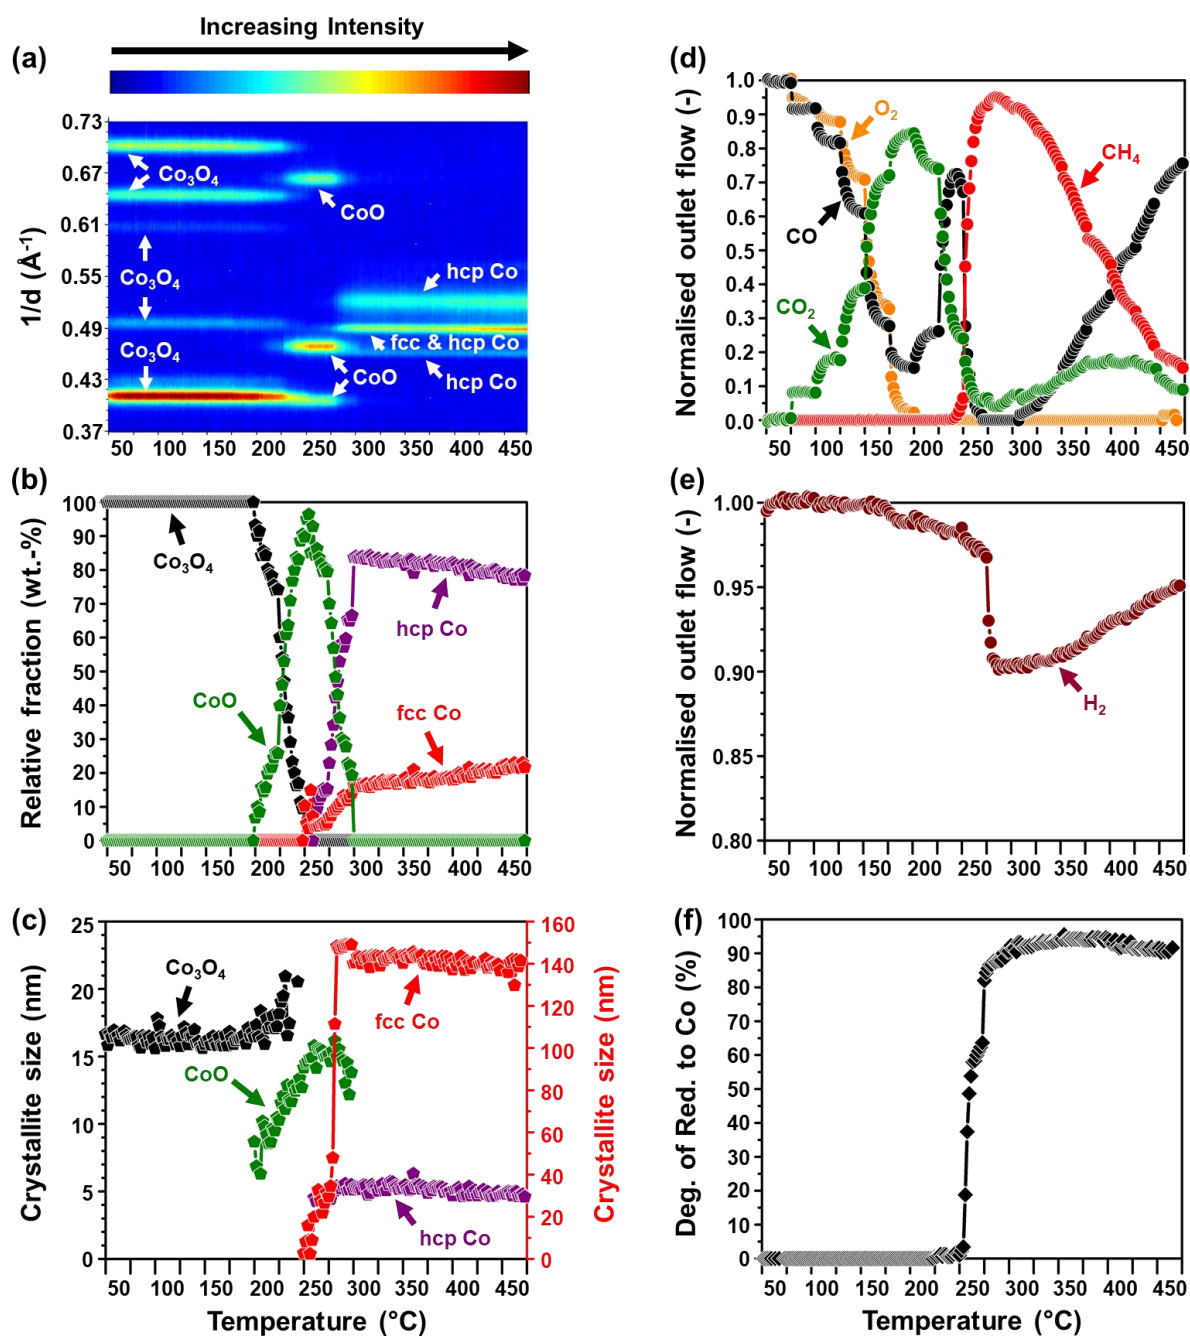 Increasing Intensity
(a)
0.73
0.67
0.61
0.55
0.49
0.43
0.37
1/d (Å⁻¹)
Co₃O₄
CoO
Co₃O₄
hcp Co
fcc & hcp Co
Co₃O₄
CoO
hcp Co
50 100 150 200 250 300 350 400 450
(b)
100
90
80
70
60
50
40
30
20
10
0
Relative fraction (wt.-%)
Co₃O₄
hcp Co
CoO
fcc Co
50 100 150 200 250 300 350 400 450
(c)
25
20
15
10
5
0
Crystallite size (nm)
160
140
120
100
80
60
40
20
0
Crystallite size (nm)
Co₃O₄
fcc Co
CoO
hcp Co
50 100 150 200 250 300 350 400 450
Temperature (°C)
(d)
1.0
0.9
0.8
0.7
0.6
0.5
0.4
0.3
0.2
0.1
0.0
Normalised outlet flow (-)
O₂
CH₄
CO
CO₂
50 100 150 200 250 300 350 400 450
(e)
1.00
0.95
0.90
0.85
0.80
Normalised outlet flow (-)
H₂
50 100 150 200 250 300 350 400 450
(f)
100
90
80
70
60
50
40
30
20
10
0
Deg. of Red. to Co (%)
50 100 150 200 250 300 350 400 450
Temperature (°C)